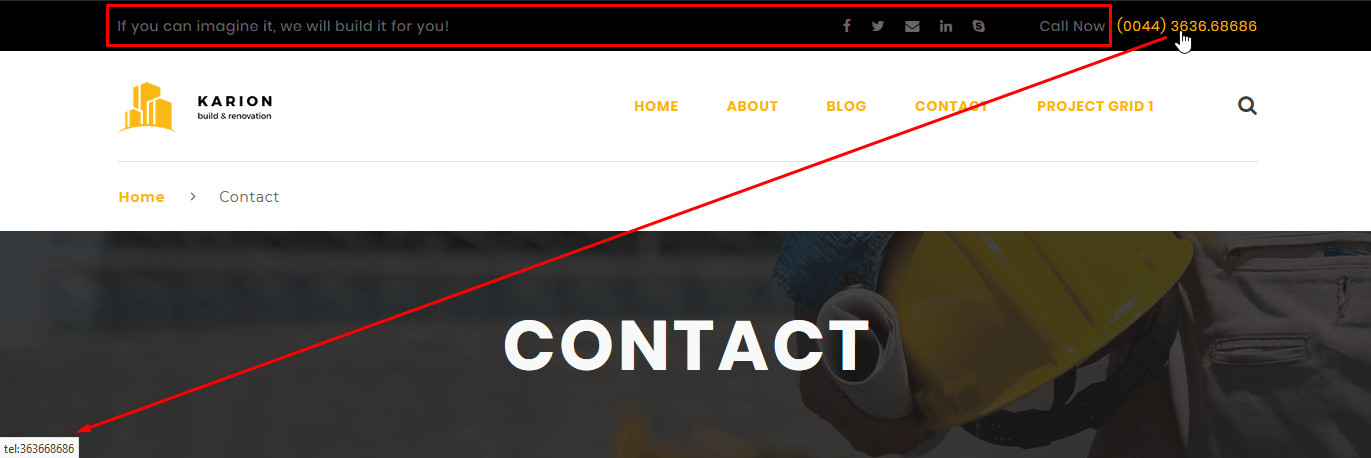 If you can imagine it, we will build it for you! Call Now (0044) 3636.68686
KARION
build & renovation
HOME ABOUT BLOG CONTACT PROJECT GRID 1
Home > Contact
CONTACT
tel:363668686